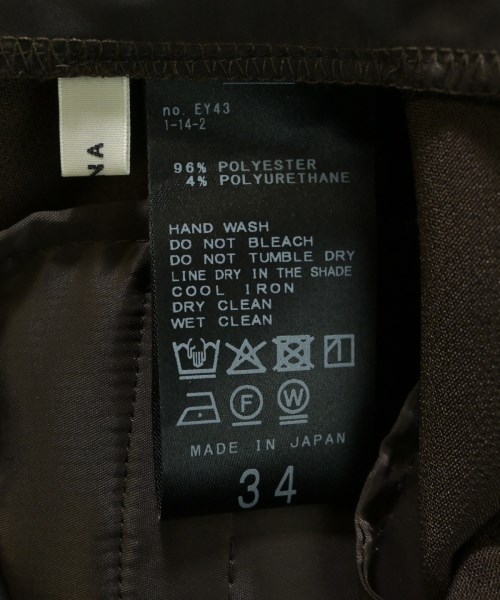 no. EY43
1-14-2
NA
96% POLYESTER
4% POLYURETHANE
HAND WASH
DO NOT BLEACH
DO NOT TUMBLE DRY
LINE DRY IN THE SHADE
COOL IRON
DRY CLEAN
WET CLEAN
F W
MADE IN JAPAN
34